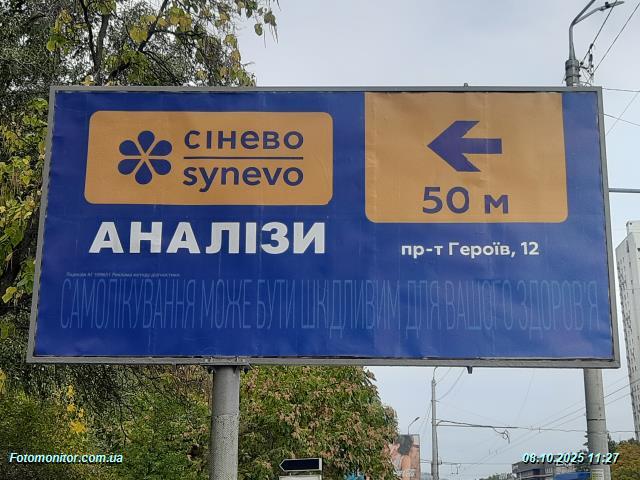 сінево
synevo
АНАЛІЗИ
50 м
пр-т Героїв, 12
САМОЛІКУВАННЯ МОЖЕ БУТИ ШКІДЛИВИМ ДЛЯ ВАШОГО ЗДОРОВ'Я
Fotomonitor.com.ua
08.10.2025 11:27